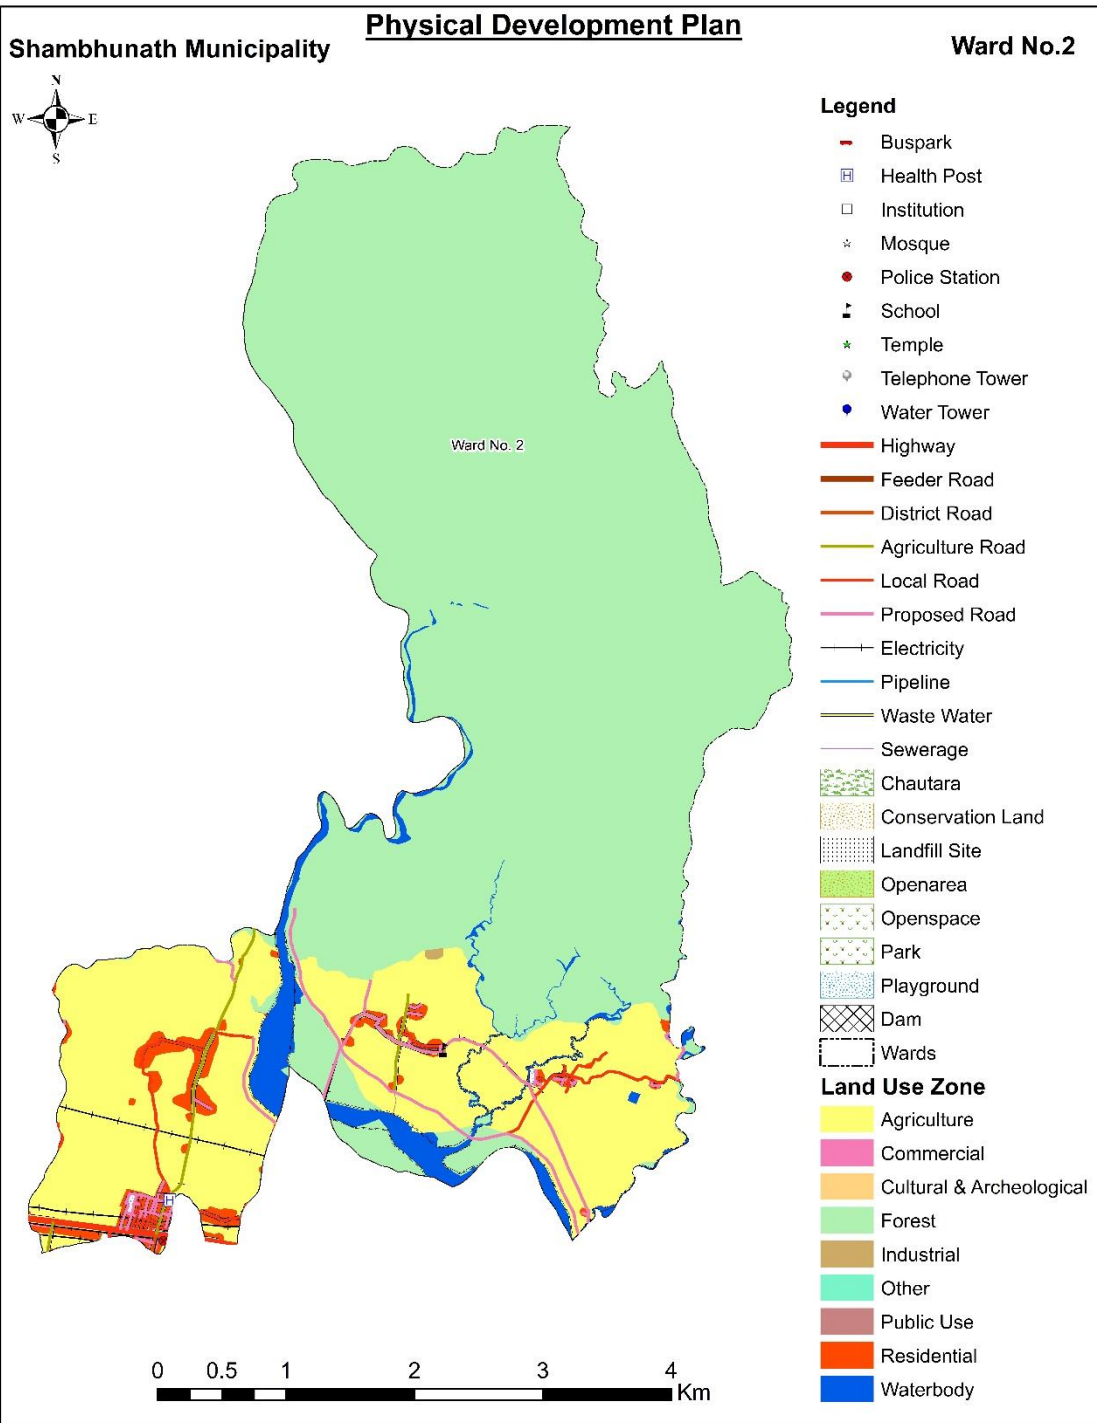 Physical Development Plan
Shambhunath Municipality
Ward No.2
N
W E
S
Legend
Buspark
H Health Post
Institution
Mosque
Police Station
School
Temple
Telephone Tower
Water Tower
Highway
Feeder Road
District Road
Agriculture Road
Local Road
Proposed Road
Electricity
Pipeline
Waste Water
Sewerage
Chautara
Conservation Land
Landfill Site
Openarea
Openspace
Park
Playground
Dam
Wards
Land Use Zone
Agriculture
Commercial
Cultural & Archeological
Forest
Industrial
Other
Public Use
Residential
Waterbody
Ward No. 2
H
0 0.5 1 2 3 4
Km